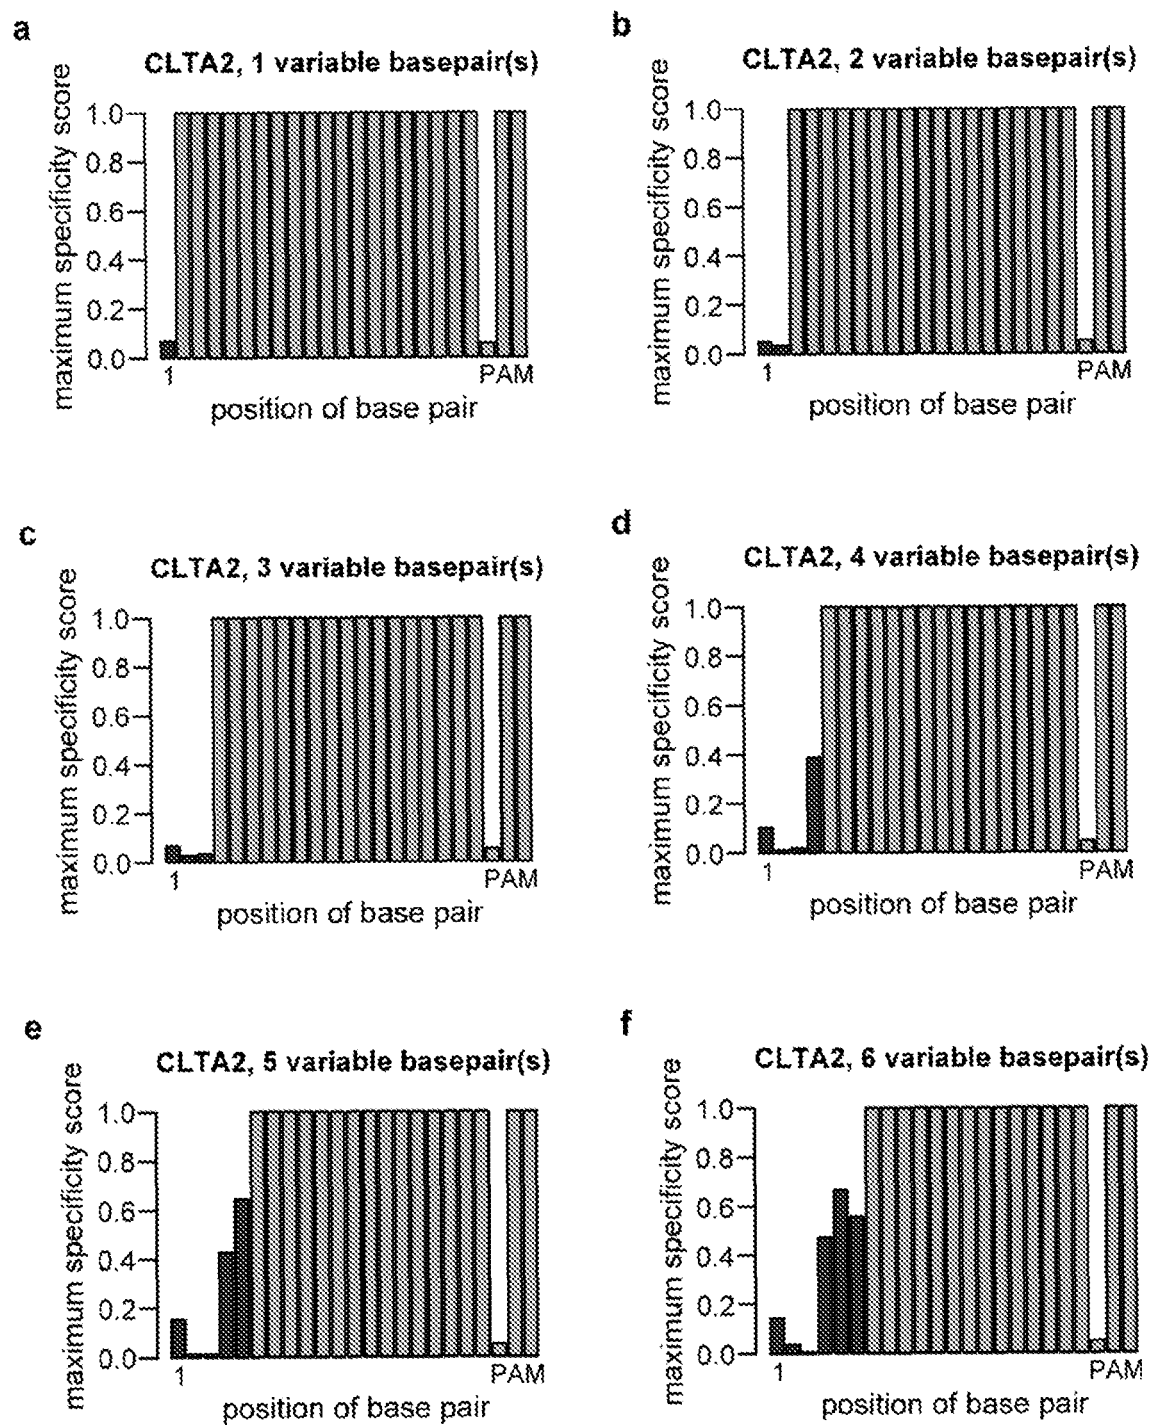 a
CLTA2, 1 variable basepair(s)
maximum specificity score
1.0
0.8
0.6
0.4
0.2
0.0
1
PAM
position of base pair
b
CLTA2, 2 variable basepair(s)
maximum specificity score
1.0
0.8
0.6
0.4
0.2
0.0
1
PAM
position of base pair
c
CLTA2, 3 variable basepair(s)
maximum specificity score
1.0
0.8
0.6
0.4
0.2
0.0
1
PAM
position of base pair
d
CLTA2, 4 variable basepair(s)
maximum specificity score
1.0
0.8
0.6
0.4
0.2
0.0
1
PAM
position of base pair
e
CLTA2, 5 variable basepair(s)
maximum specificity score
1.0
0.8
0.6
0.4
0.2
0.0
1
PAM
position of base pair
f
CLTA2, 6 variable basepair(s)
maximum specificity score
1.0
0.8
0.6
0.4
0.2
0.0
1
PAM
position of base pair